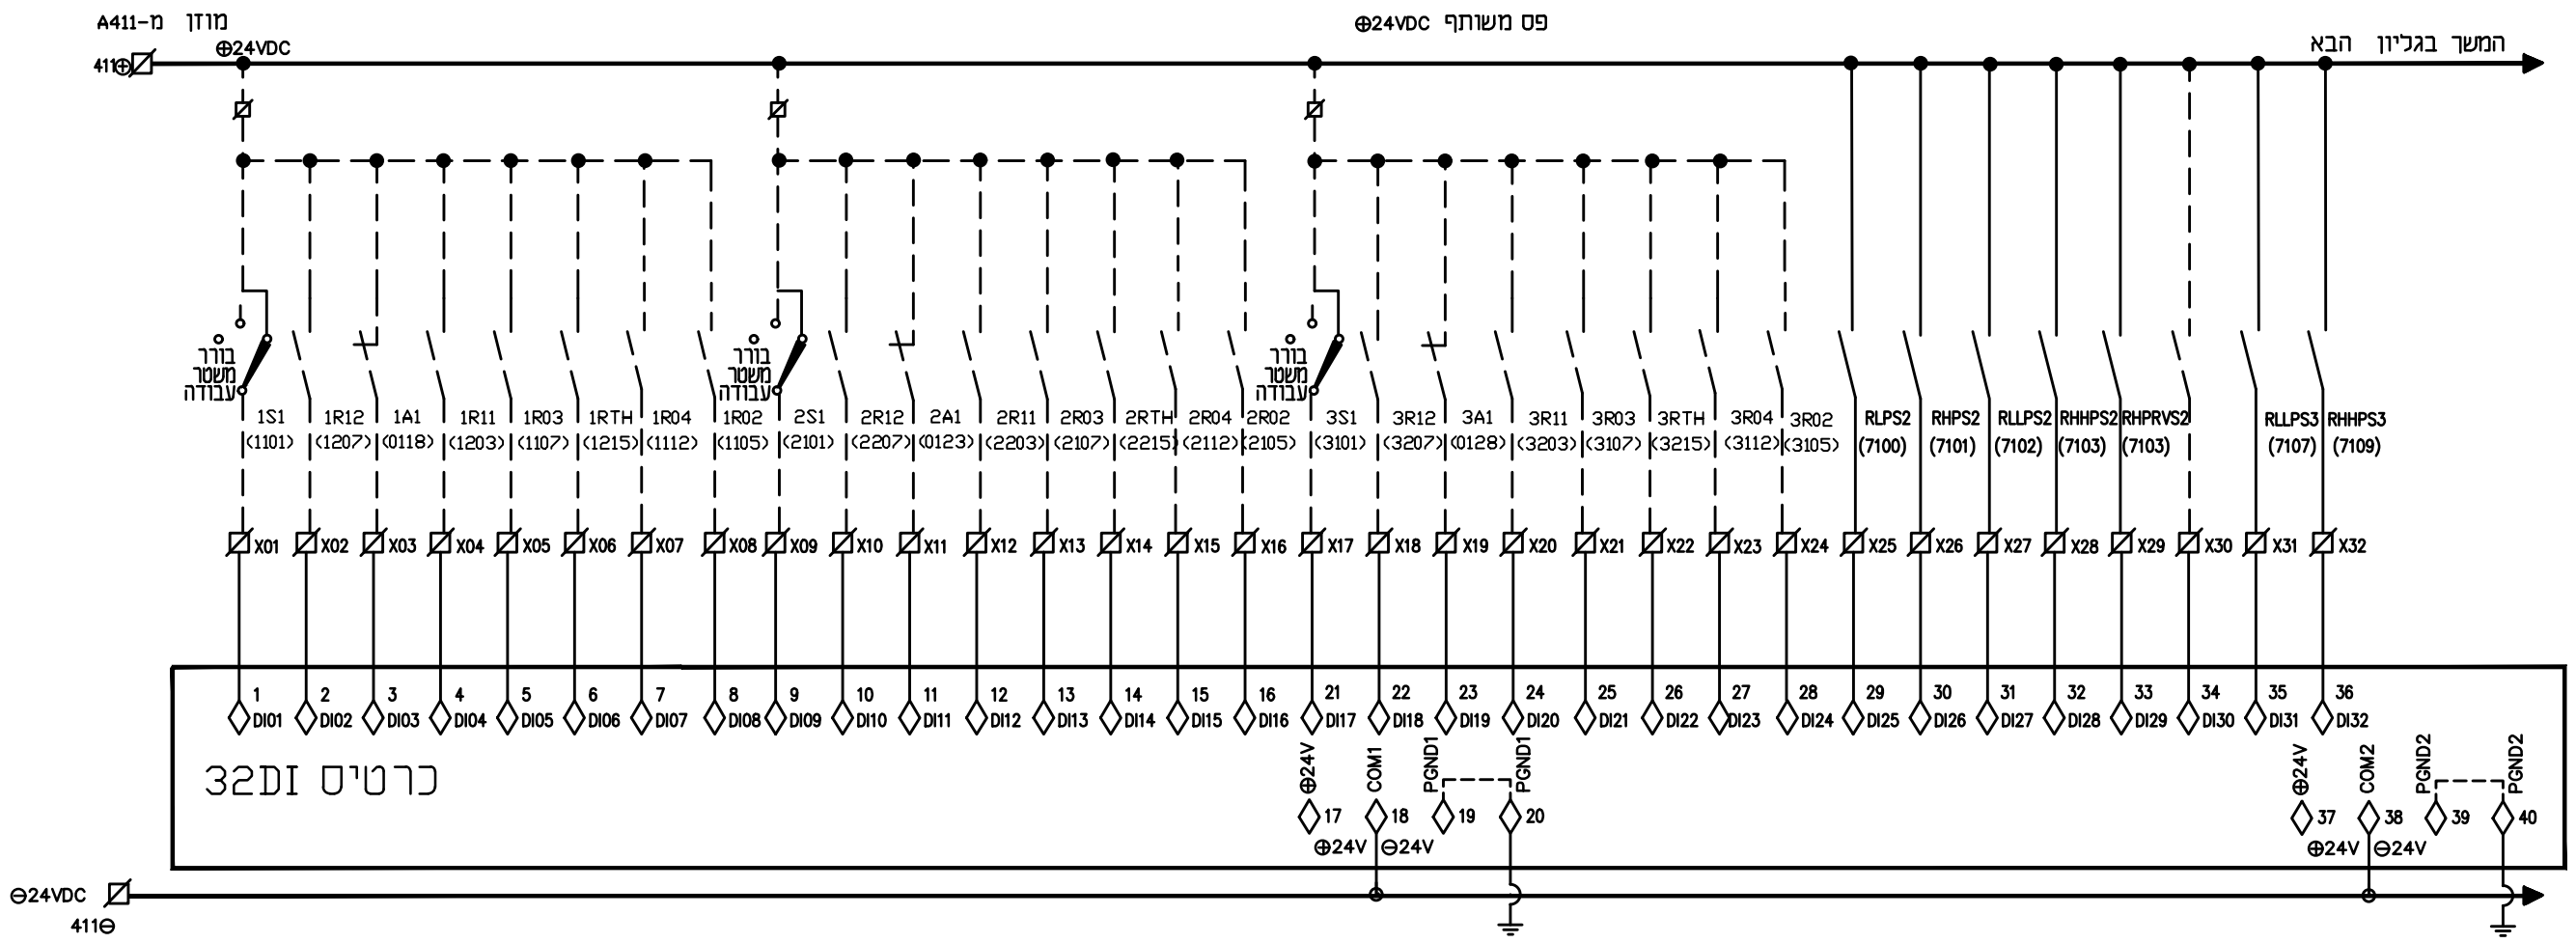 מוזן מ-A411
⊕24VDC
פס משותף ⊕24VDC
המשך בגליון הבא
411⊕
בורר
משטר
עבודה
בורר
משטר
עבודה
בורר
משטר
עבודה
1S1 1R12 1A1 1R11 1R03 1RTH 1R04 1R02 2S1 2R12 2A1 2R11 2R03 2RTH 2R04 2R02 3S1 3R12 3A1 3R11 3R03 3RTH 3R04 3R02 RLPS2 RHPS2 RLLPS2 RHHPS2 RHPRVS2 RLLPS3 RHHPS3
(1101) (1207) (0118) (1203) (1107) (1215) (1112) (1105) (2101) (2207) (0123) (2203) (2107) (2215) (2112) (2105) (3101) (3207) (0128) (3203) (3107) (3215) (3112) (3105) (7100) (7101) (7102) (7103) (7103) (7107) (7109)
X01 X02 X03 X04 X05 X06 X07 X08 X09 X10 X11 X12 X13 X14 X15 X16 X17 X18 X19 X20 X21 X22 X23 X24 X25 X26 X27 X28 X29 X30 X31 X32
1 2 3 4 5 6 7 8 9 10 11 12 13 14 15 16 21 22 23 24 25 26 27 28 29 30 31 32 33 34 35 36
DI01 DI02 DI03 DI04 DI05 DI06 DI07 DI08 DI09 DI10 DI11 DI12 DI13 DI14 DI15 DI16 DI17 DI18 DI19 DI20 DI21 DI22 DI23 DI24 DI25 DI26 DI27 DI28 DI29 DI30 DI31 DI32
כרטיס 32DI
⊕24V COM1 PGND1 PGND1 ⊕24V COM2 PGND2 PGND2
17 18 19 20 37 38 39 40
⊕24V ⊖24V ⊕24V ⊖24V
⊖24VDC
411⊖